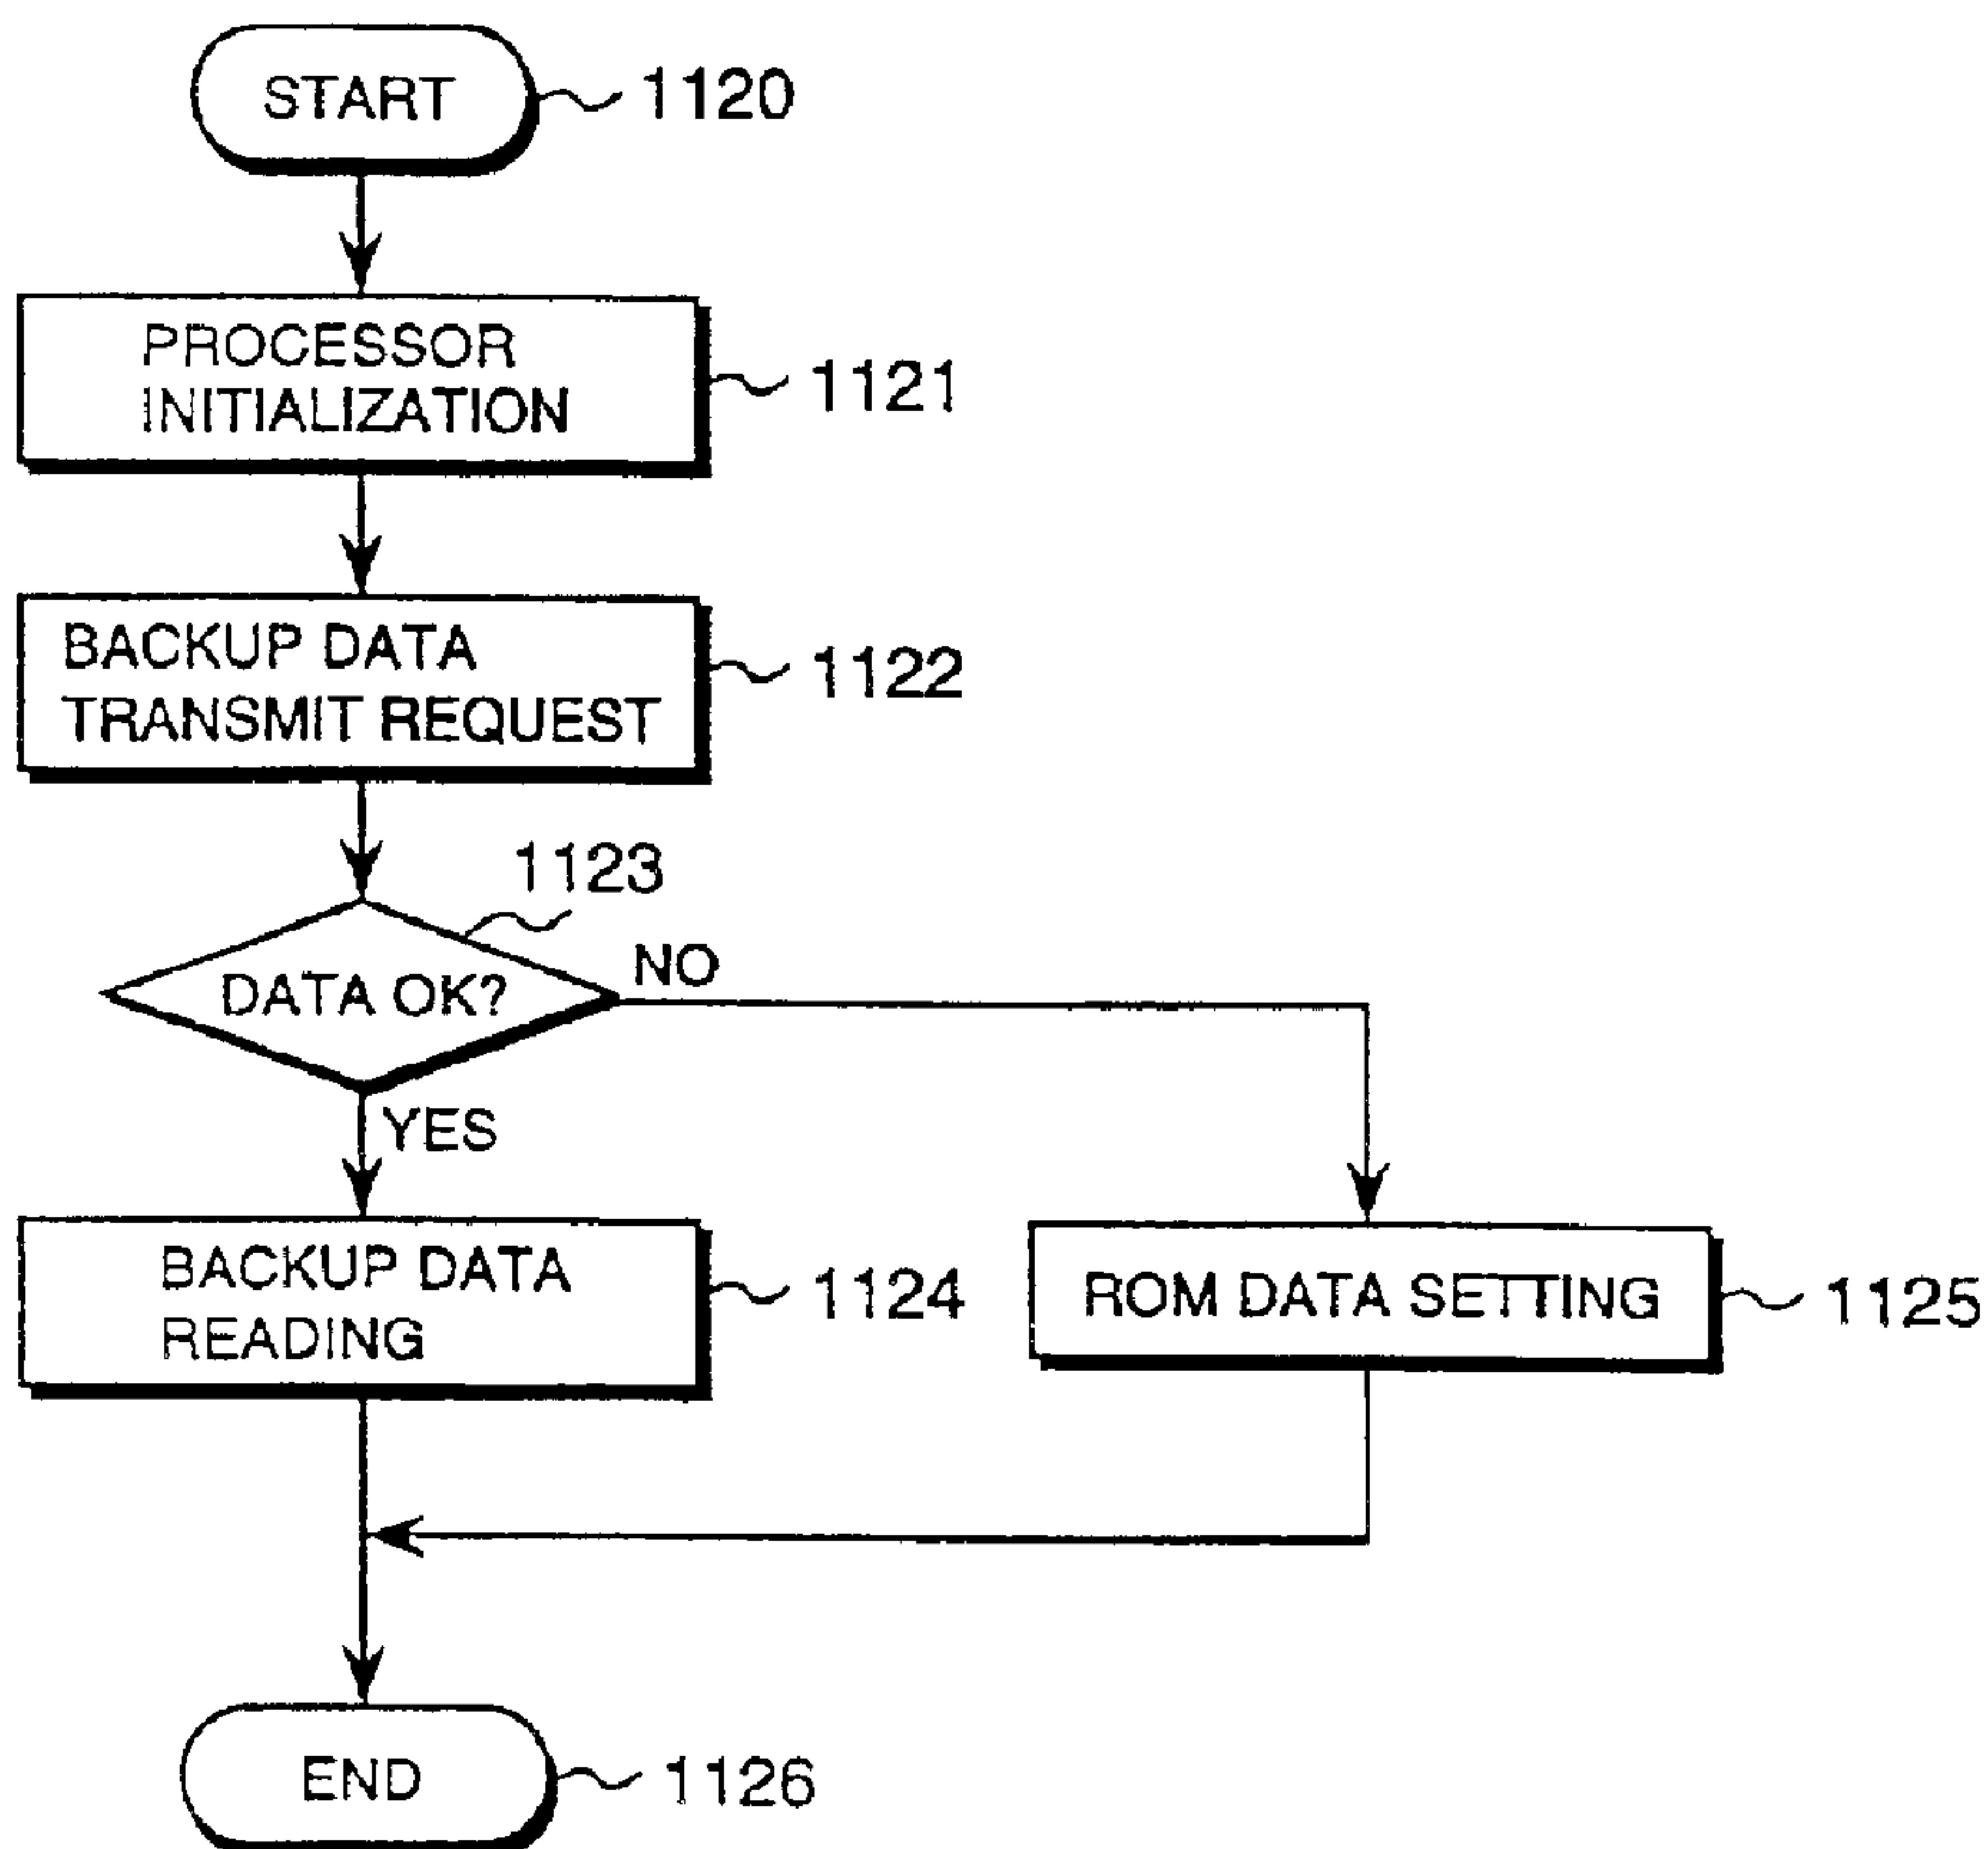 START
1120
PROCESSOR
INITIALIZATION
1121
BACKUP DATA
TRANSMIT REQUEST
1122
1123
DATA OK?
NO
YES
BACKUP DATA
READING
1124
ROM DATA SETTING
1125
END
1126